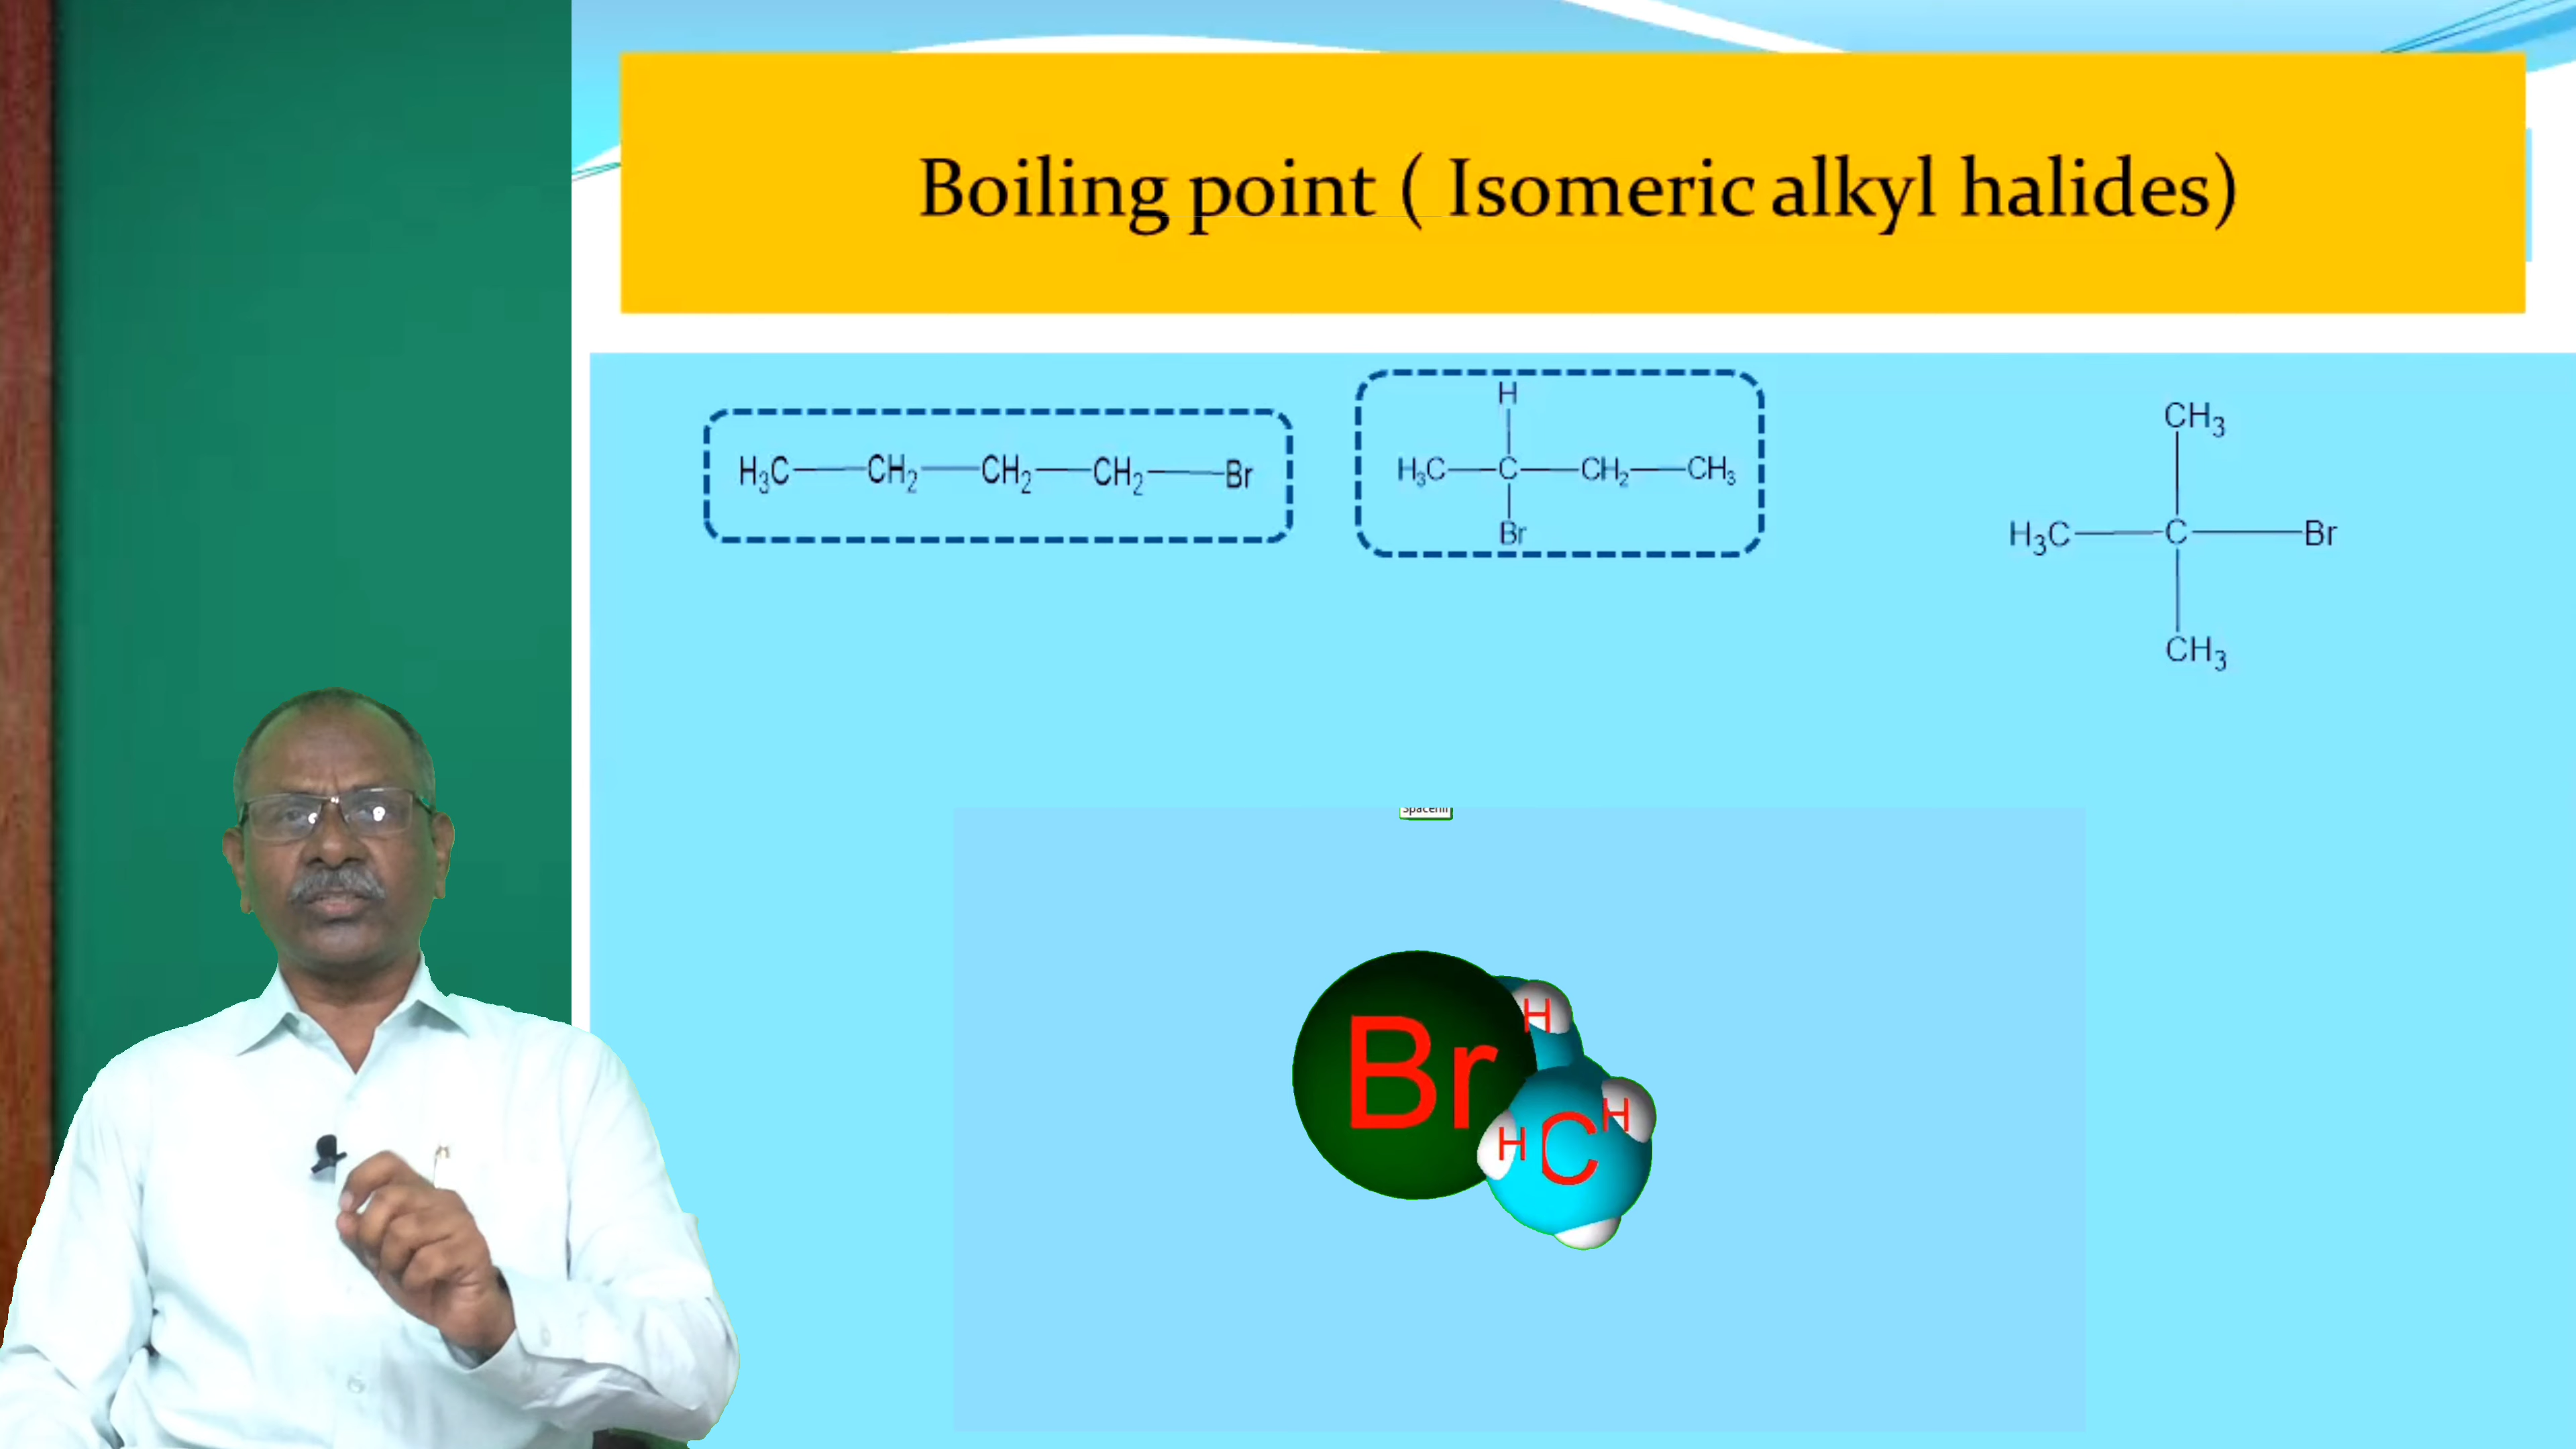 Boiling point ( Isomeric alkyl halides)
H
CH3
H3C CH2 CH2 CH2 Br
H3C C CH2 CH3
Br
H3C C Br
CH3
Spacefill
Br
H
H
H
C